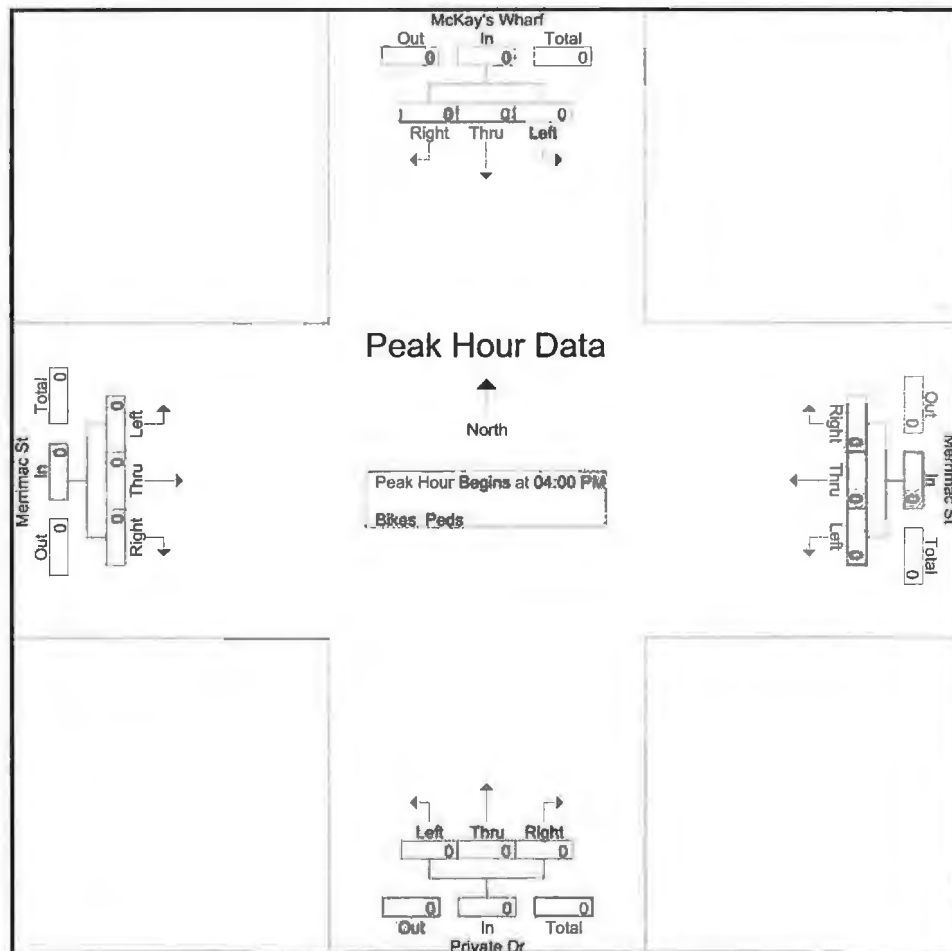 McKay's Wharf
Out In Total
0 0 0
0 0 0
Right Thru Left
Peak Hour Data
North
Peak Hour Begins at 04:00 PM
Bikes Peds
Merrimac St
Out In Total
0 0 0
Right Thru Left
0 0 0
Merrimac St
Out In Total
0 0 0
Left Thru Right
0 0 0
Left Thru Right
0 0 0
0 0 0
Out In Total
Private Dr